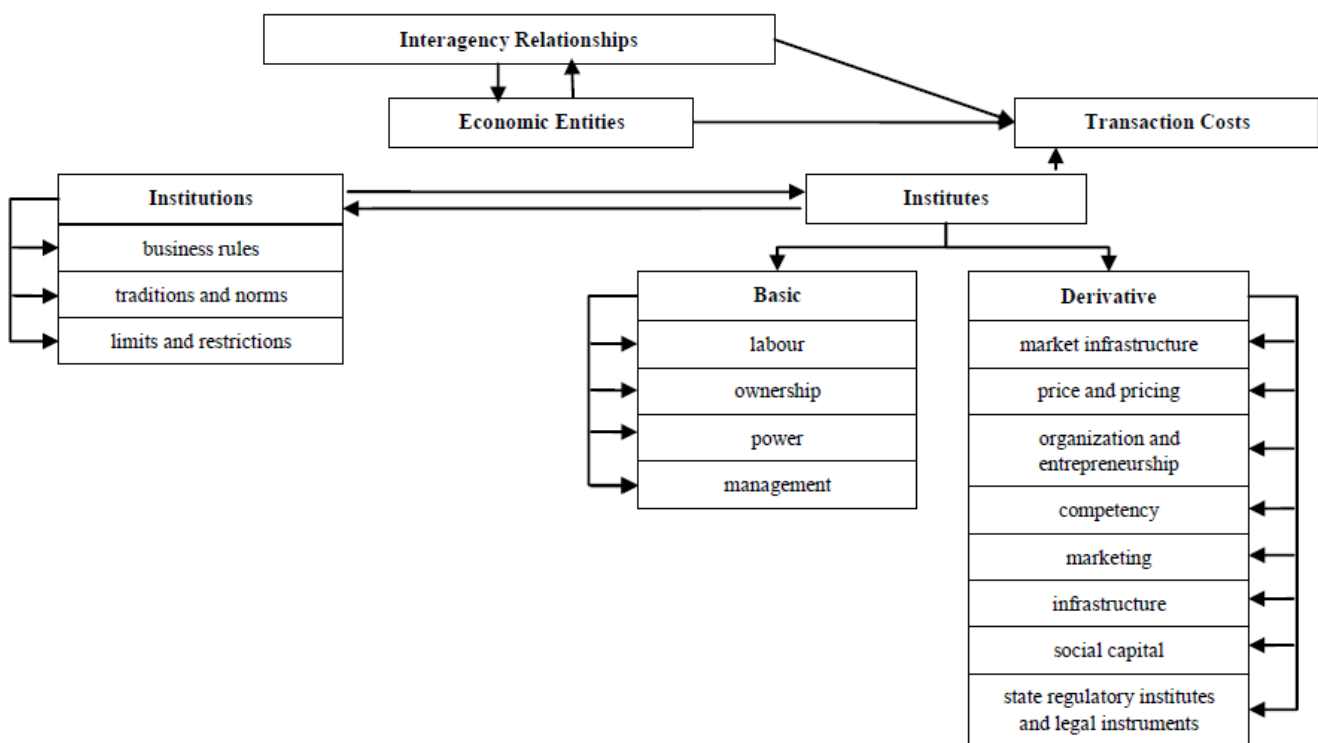 Interagency Relationships
Economic Entities
Transaction Costs
Institutions
business rules
traditions and norms
limits and restrictions
Institutes
Basic
labour
ownership
power
management
Derivative
market infrastructure
price and pricing
organization and
entrepreneurship
competency
marketing
infrastructure
social capital
state regulatory institutes
and legal instruments